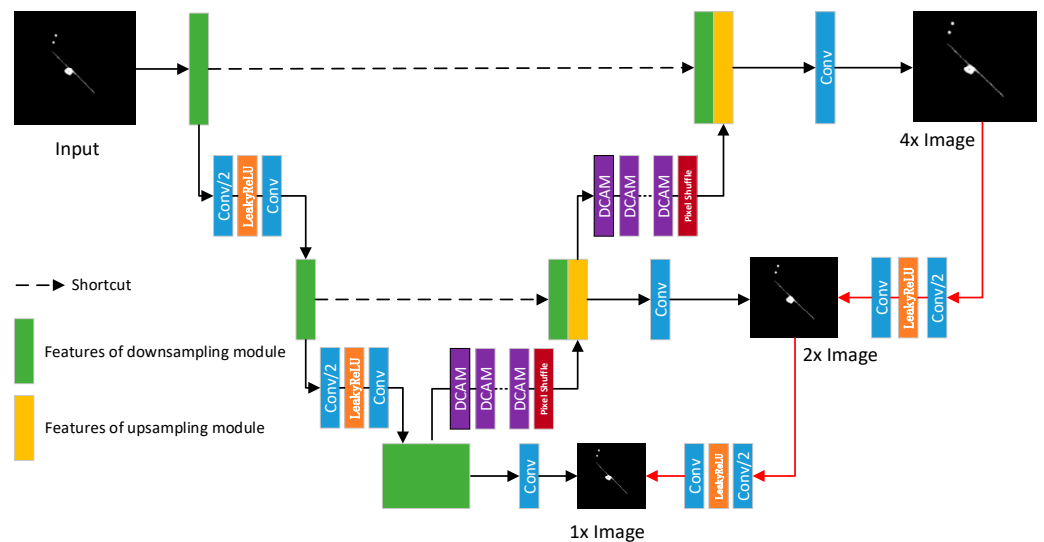 Input
4x Image
Conv
Conv/2
LeakyReLU
Conv
DCAM
DCAM
DCAM
Pixel Shuffle
Shortcut
Features of downsampling module
Features of upsampling module
Conv
2x Image
Conv
LeakyReLU
Conv/2
Conv/2
LeakyReLU
Conv
DCAM
DCAM
DCAM
Pixel Shuffle
Conv
1x Image
Conv
LeakyReLU
Conv/2